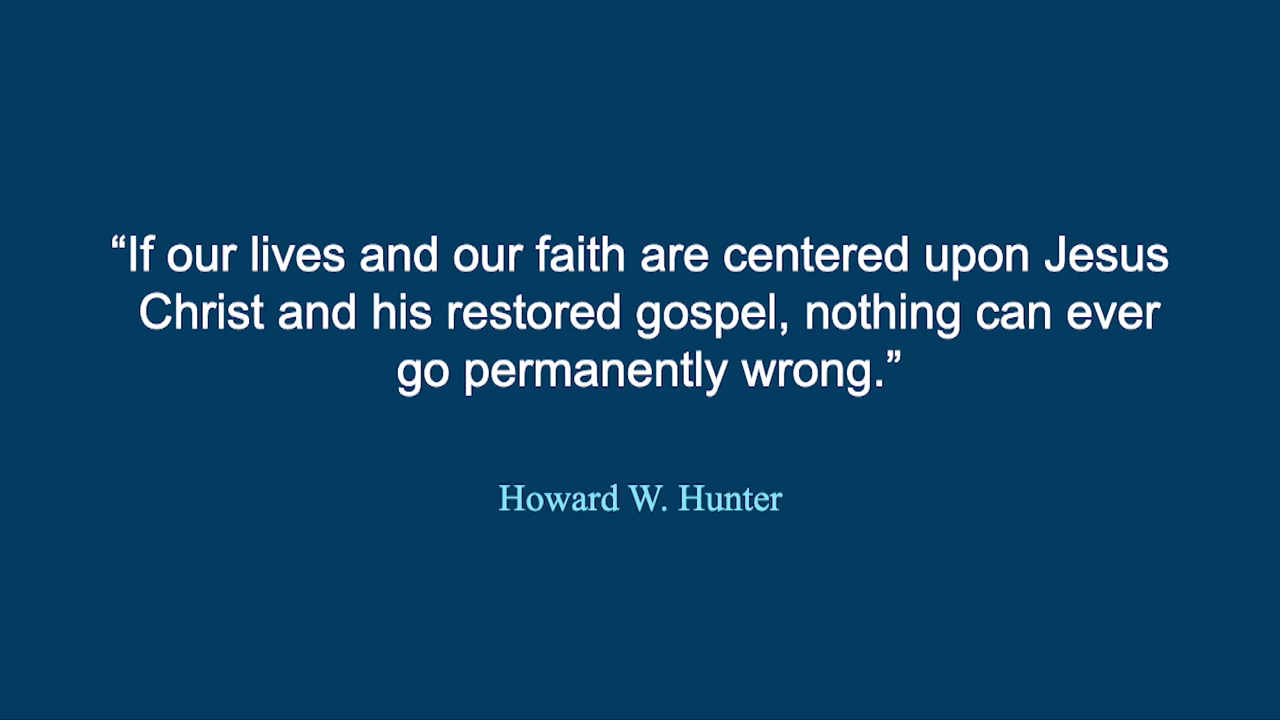 “If our lives and our faith are centered upon Jesus
Christ and his restored gospel, nothing can ever
go permanently wrong.”
Howard W. Hunter